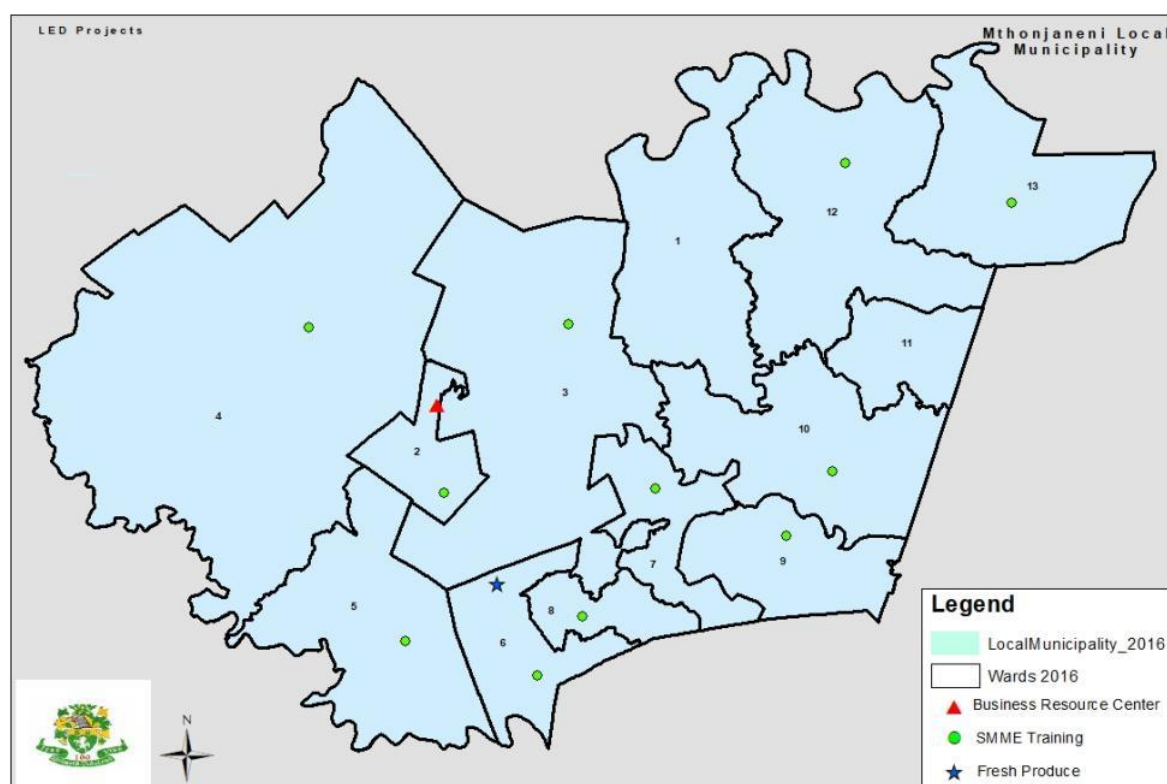 LED Projects
Mthonjaneni Local
Municipality
13
12
1
11
3
4
10
2
9
7
5
8
6
Legend
LocalMunicipality_2016
Wards 2016
Business Resource Center
SMME Training
Fresh Produce
N
100